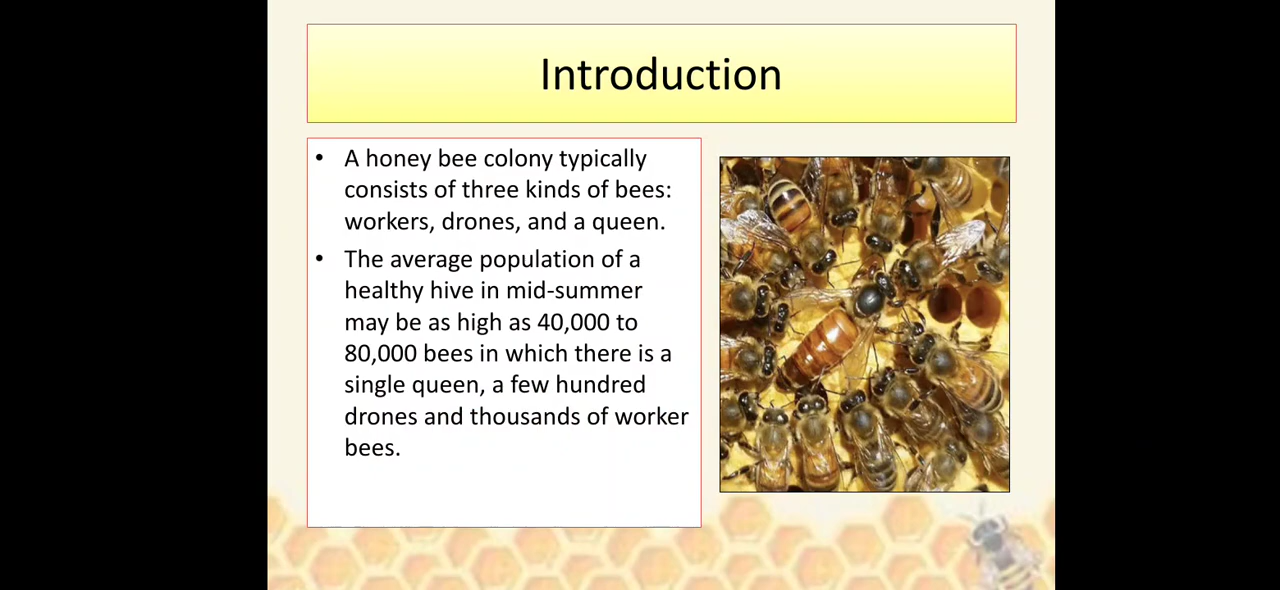 Introduction
• A honey bee colony typically
consists of three kinds of bees:
workers, drones, and a queen.
• The average population of a
healthy hive in mid-summer
may be as high as 40,000 to
80,000 bees in which there is a
single queen, a few hundred
drones and thousands of worker
bees.